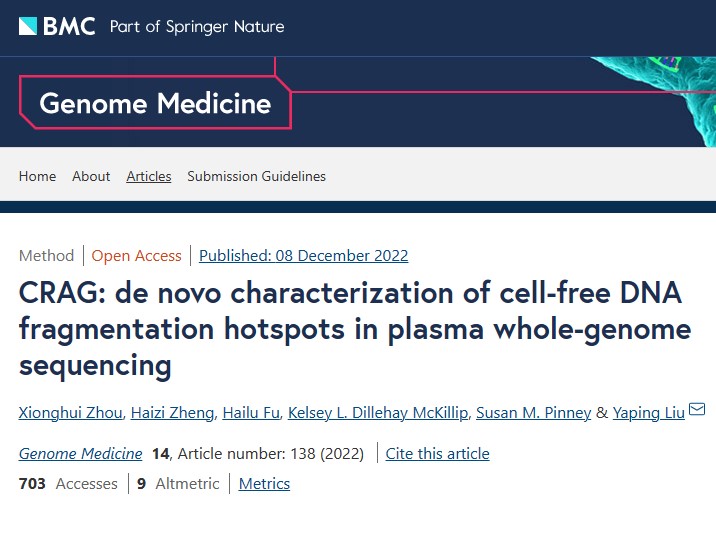 BMC Part of Springer Nature
Genome Medicine
Home About Articles Submission Guidelines
Method | Open Access | Published: 08 December 2022
CRAG: de novo characterization of cell-free DNA
fragmentation hotspots in plasma whole-genome
sequencing
Xionghui Zhou, Haizi Zheng, Hailu Fu, Kelsey L. Dillehay McKillip, Susan M. Pinney & Yaping Liu
Genome Medicine 14, Article number: 138 (2022) | Cite this article
703 Accesses | 9 Altmetric | Metrics